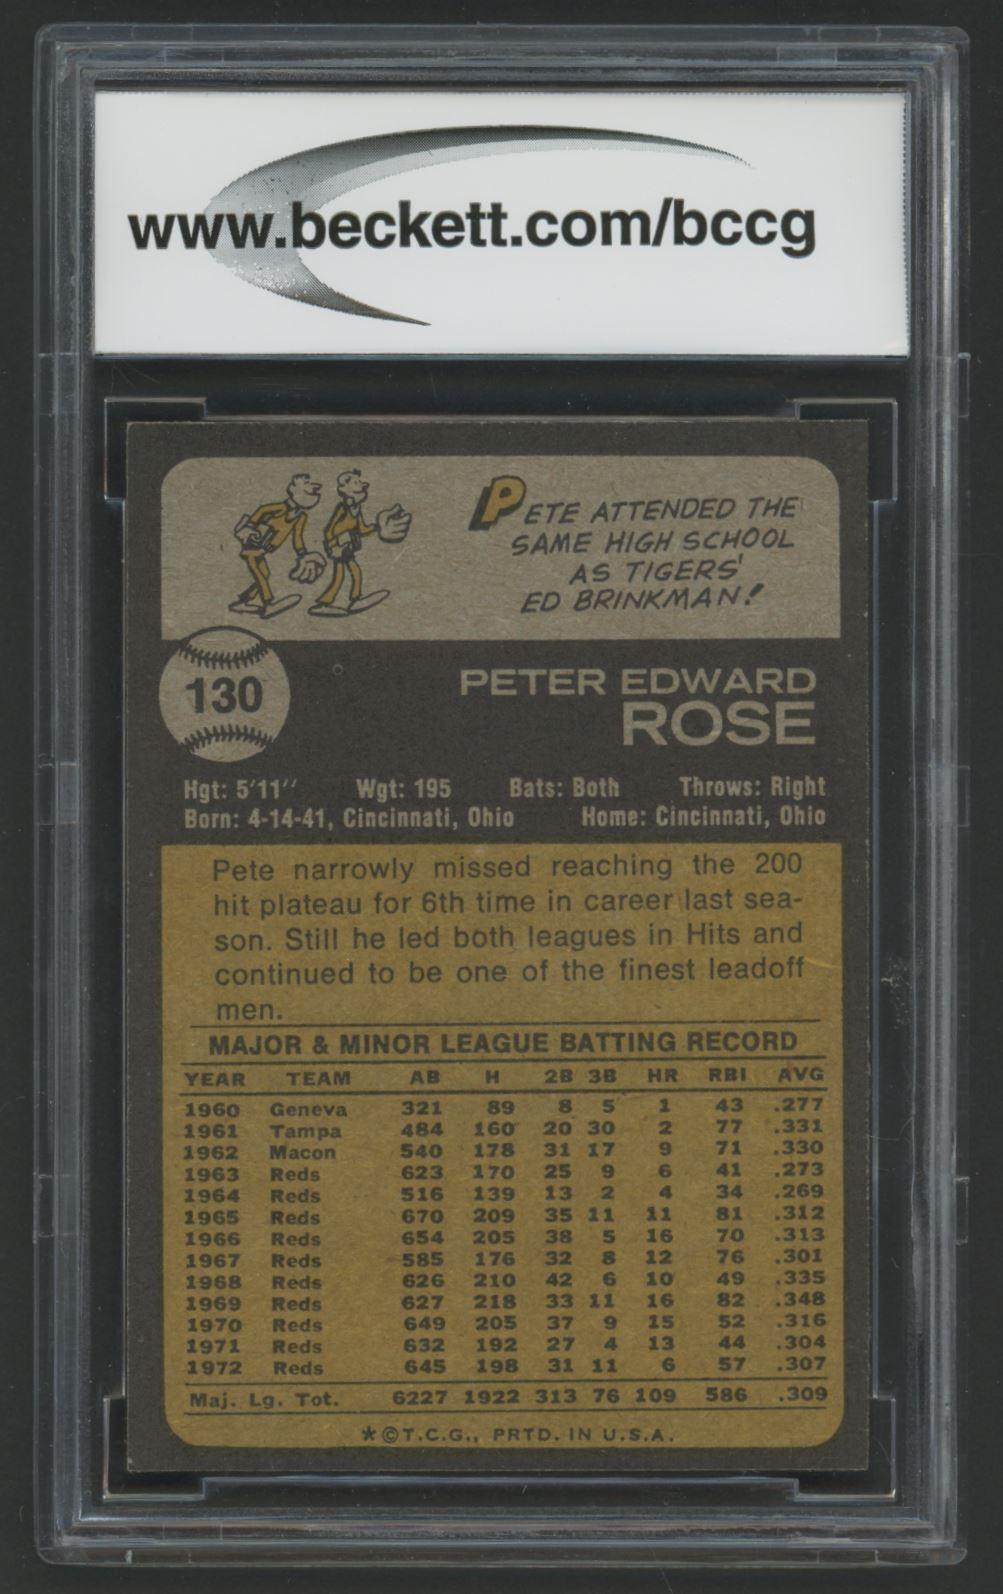 www.beckett.com/bccg
PETE ATTENDED THE
SAME HIGH SCHOOL
AS TIGERS'
ED BRINKMAN!
130
PETER EDWARD
ROSE
Hgt: 5'11'' Wgt: 195 Bats: Both Throws: Right
Born: 4-14-41, Cincinnati, Ohio Home: Cincinnati, Ohio
Pete narrowly missed reaching the 200
hit plateau for 6th time in career last sea-
son. Still he led both leagues in Hits and
continued to be one of the finest leadoff
men.
MAJOR & MINOR LEAGUE BATTING RECORD
YEAR TEAM AB H 2B 3B HR RBI AVG
1960 Geneva 321 89 8 5 1 43 .277
1961 Tampa 484 160 20 30 2 77 .331
1962 Macon 540 178 31 17 9 71 .330
1963 Reds 623 170 25 9 6 41 .273
1964 Reds 516 139 13 2 4 34 .269
1965 Reds 670 209 35 11 11 81 .312
1966 Reds 654 205 38 5 16 70 .313
1967 Reds 585 176 32 8 12 76 .301
1968 Reds 626 210 42 6 10 49 .335
1969 Reds 627 218 33 11 16 82 .348
1970 Reds 649 205 37 9 15 52 .316
1971 Reds 632 192 27 4 13 44 .304
1972 Reds 645 198 31 11 6 57 .307
Maj. Lg. Tot. 6227 1922 313 76 109 586 .309
*©T.C.G., PRTD. IN U.S.A.